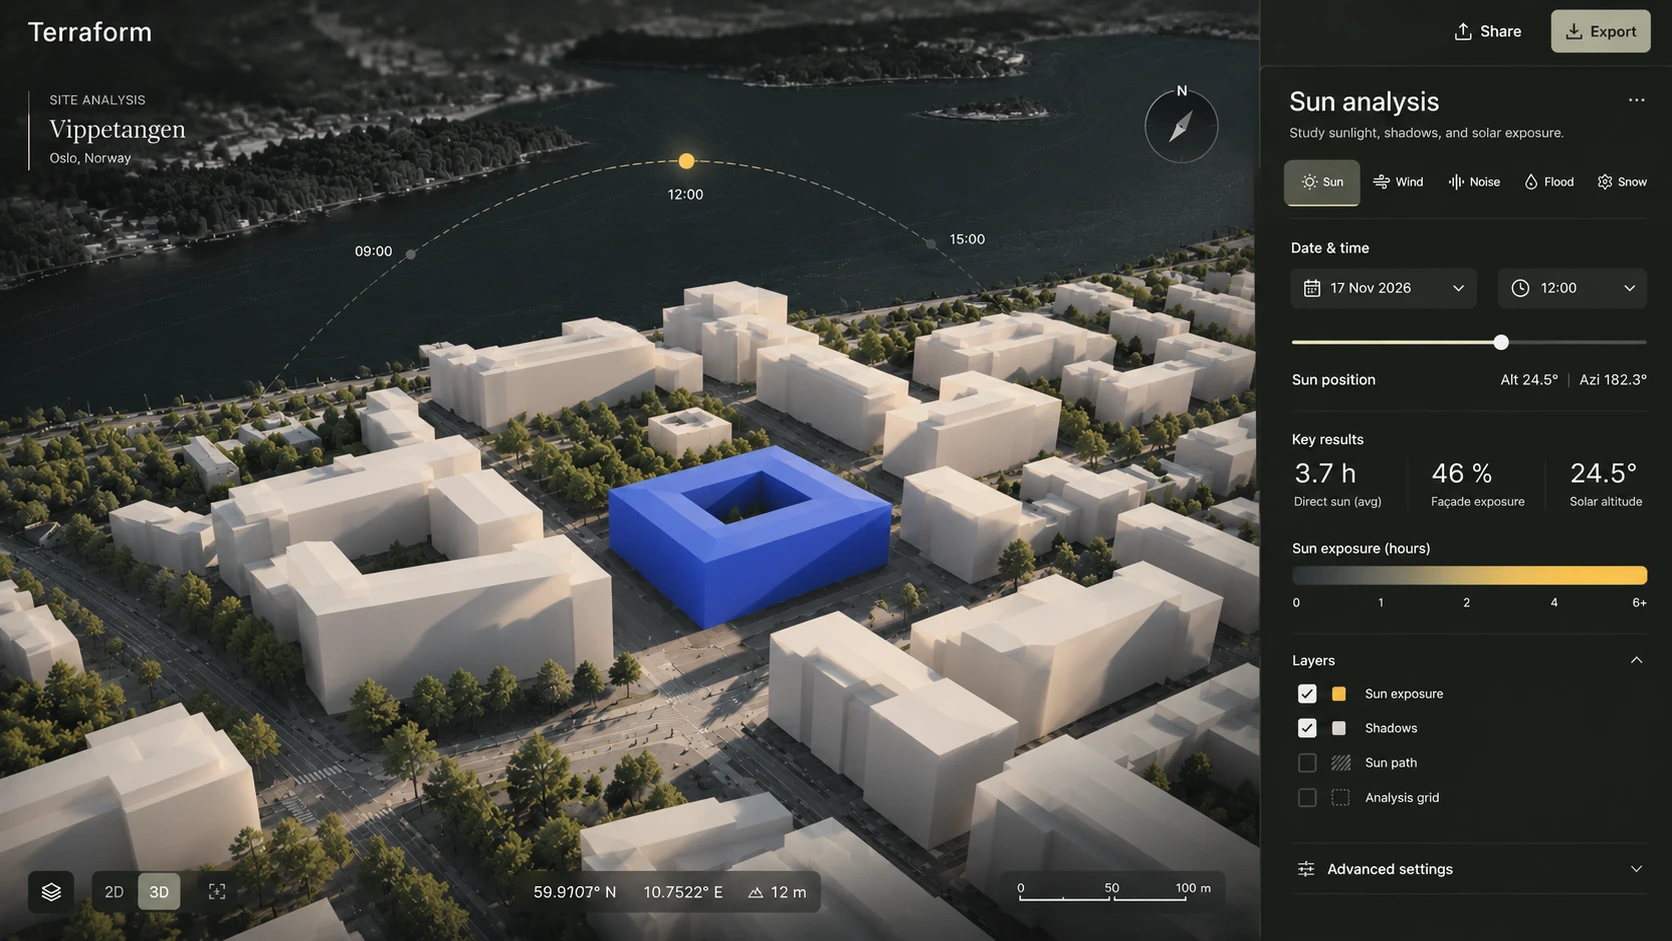 Terraform
Share
Export
SITE ANALYSIS
Vippetangen
Oslo, Norway
N
12:00
09:00
15:00
Sun analysis
Study sunlight, shadows, and solar exposure.
Sun
Wind
Noise
Flood
Snow
Date & time
17 Nov 2026
12:00
Sun position
Alt 24.5° | Azi 182.3°
Key results
3.7 h
46 %
24.5°
Direct sun (avg)
Façade exposure
Solar altitude
Sun exposure (hours)
0 1 2 4 6+
Layers
Sun exposure
Shadows
Sun path
Analysis grid
Advanced settings
2D
3D
59.9107° N 10.7522° E 12 m
0 50 100 m